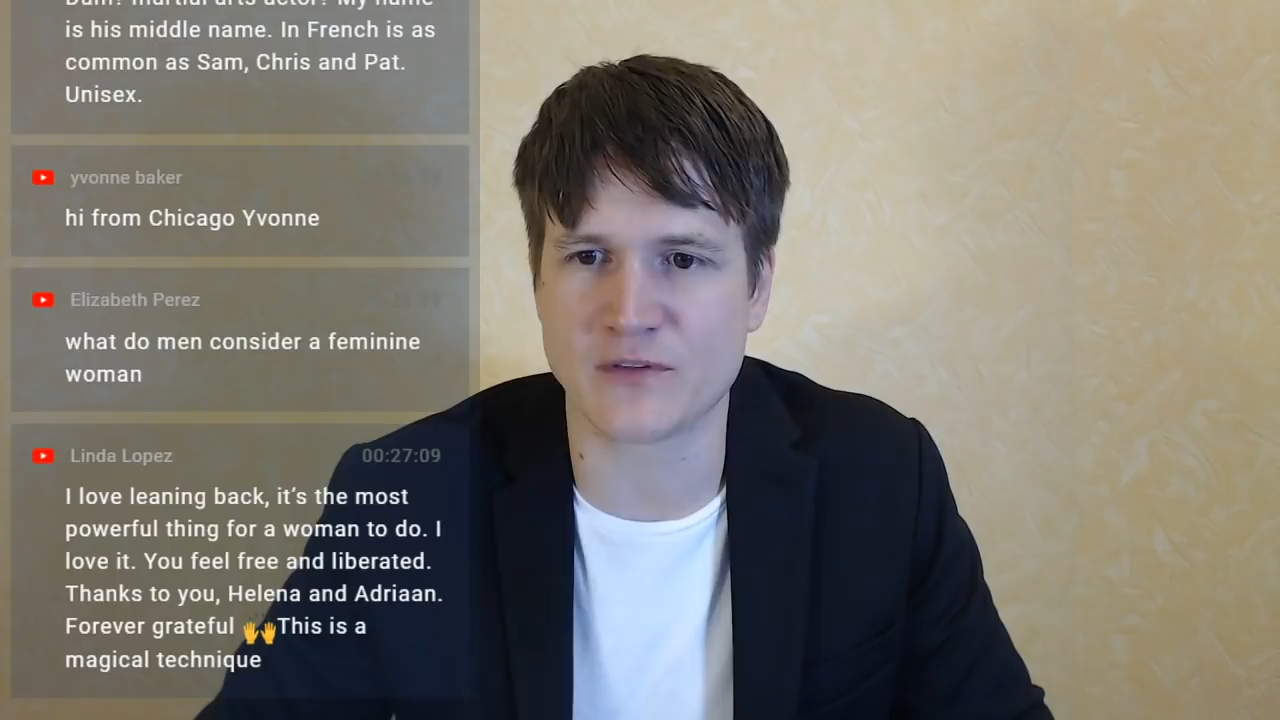 is his middle name. In French is as
common as Sam, Chris and Pat.
Unisex.
yvonne baker
hi from Chicago Yvonne
Elizabeth Perez
what do men consider a feminine
woman
Linda Lopez 00:27:09
I love leaning back, it's the most
powerful thing for a woman to do. I
love it. You feel free and liberated.
Thanks to you, Helena and Adriaan.
Forever grateful 🙌This is a
magical technique